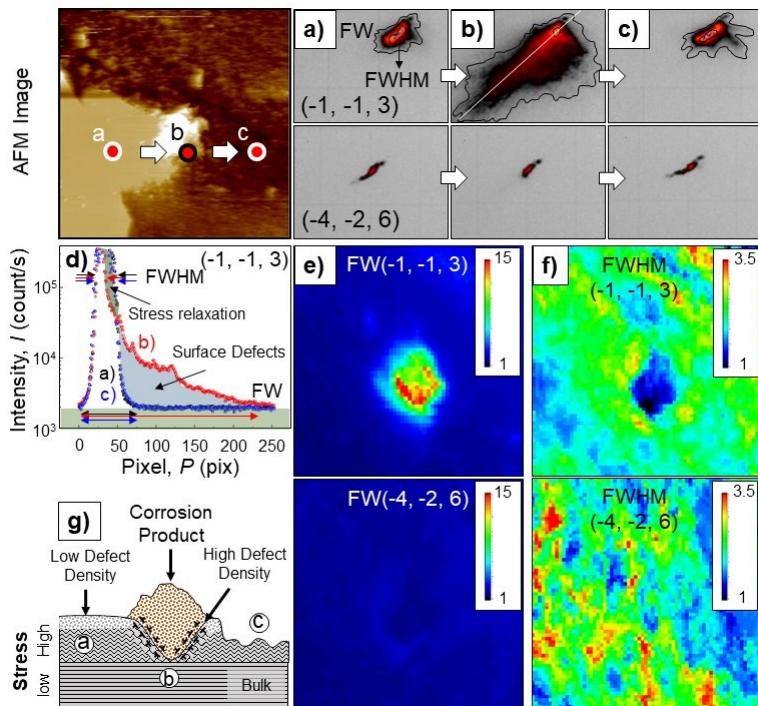 AFM Image
a
b
c
a)
FW
FWHM
(-1, -1, 3)
b)
c)
(-4, -2, 6)
d)
(-1, -1, 3)
FWHM
Stress relaxation
b)
Surface Defects
a)
c)
FW
10⁵
10⁴
10³
Intensity, I (count/s)
0 50 100 150 200 250
Pixel, P (pix)
e)
FW(-1, -1, 3)
15
1
f)
FWHM
(-1, -1, 3)
3.5
1
FW(-4, -2, 6)
15
1
FWHM
(-4, -2, 6)
3.5
1
g)
Corrosion
Product
Low Defect
Density
High Defect
Density
a
b
c
Bulk
Stress
low High